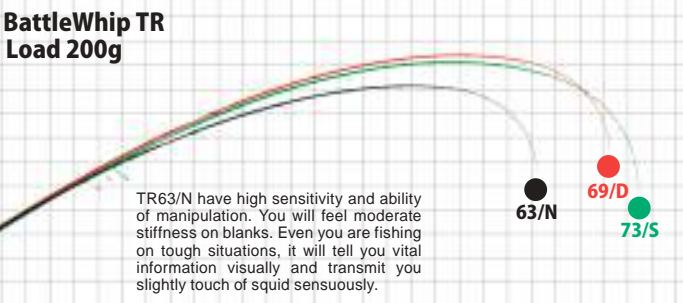 BattleWhip TR
Load 200g
TR63/N have high sensitivity and ability
of manipulation. You will feel moderate
stiffness on blanks. Even you are fishing
on tough situations, it will tell you vital
information visually and transmit you
slightly touch of squid sensuously.
63/N
69/D
73/S